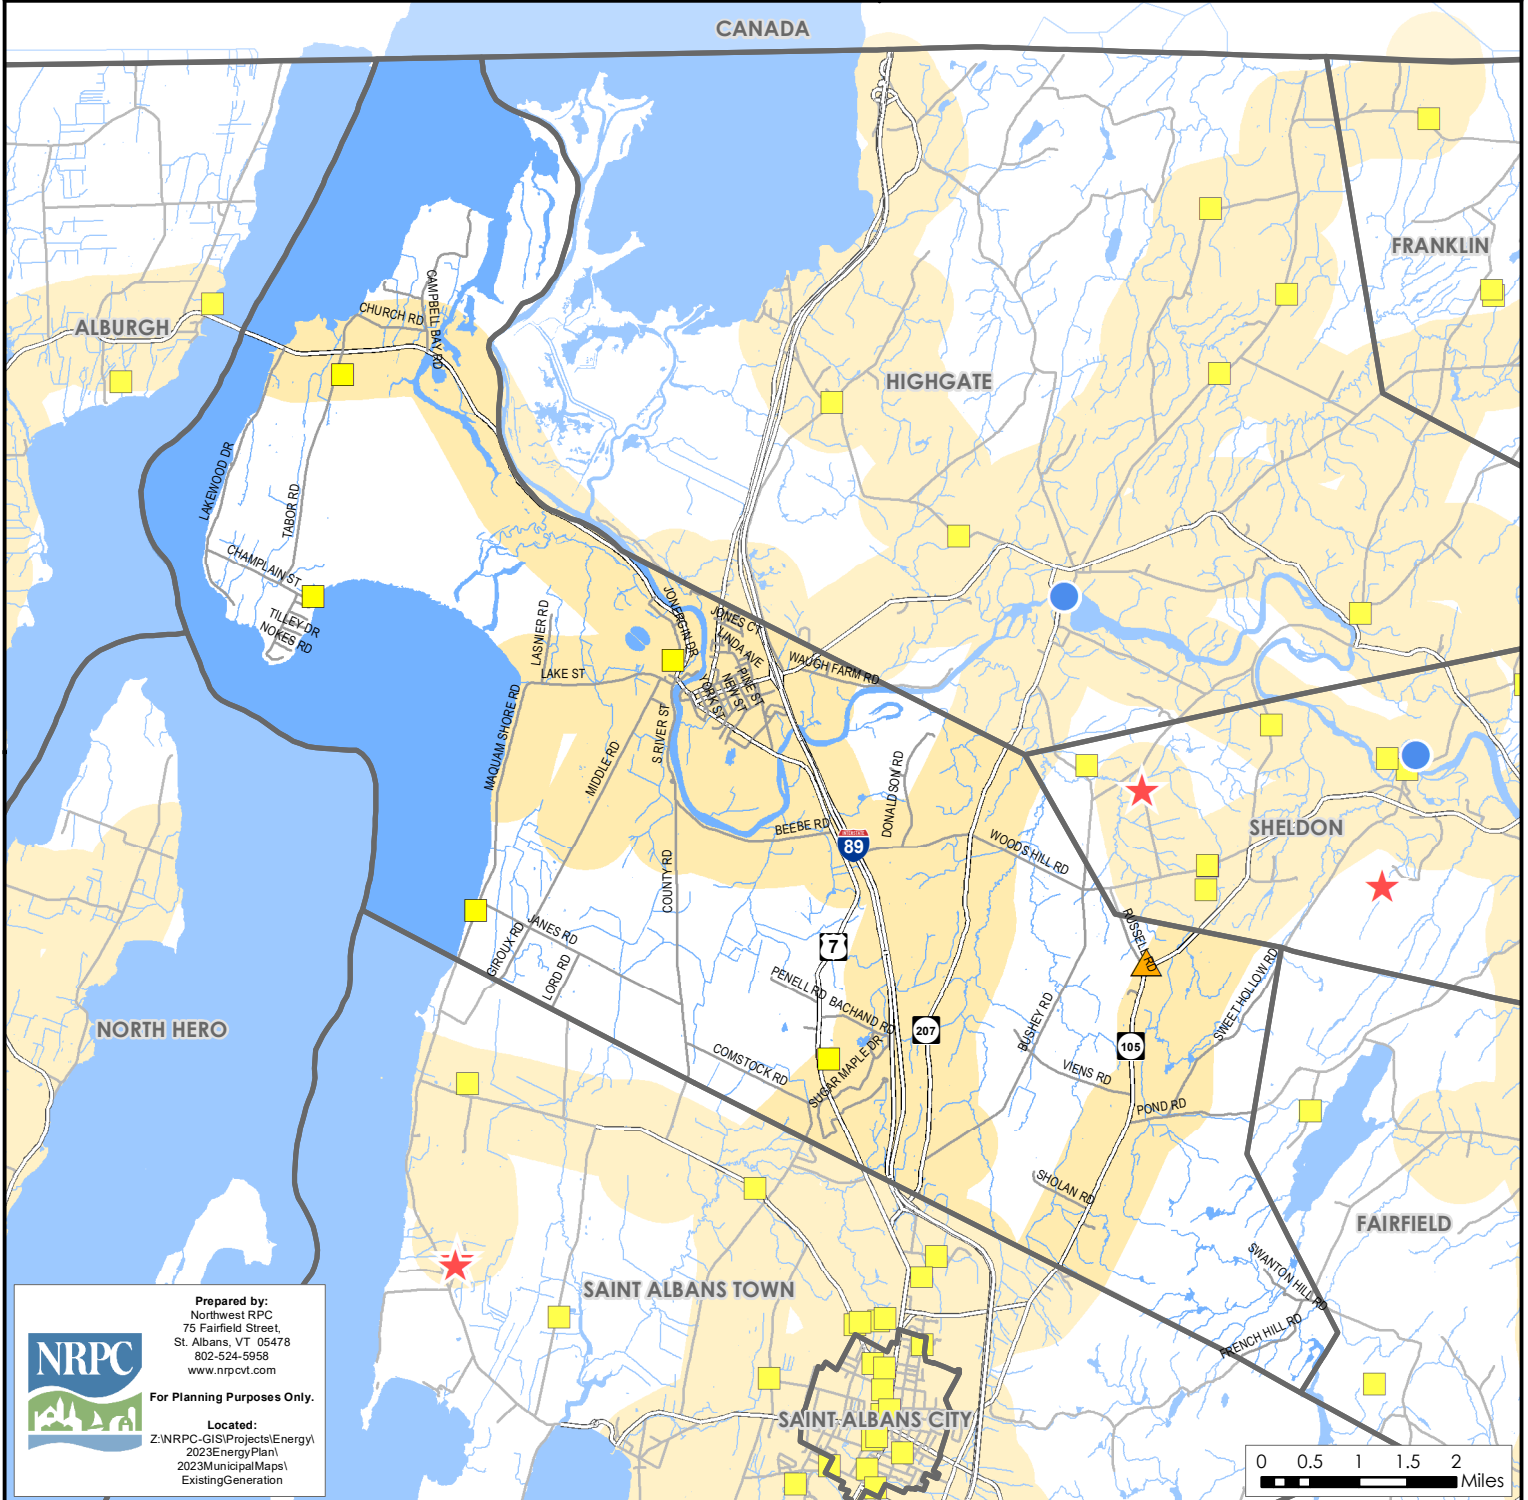 CANADA
FRANKLIN
CAMPBELL BAY RD
CHURCH RD
ALBURGH
HIGHGATE
LAKEWOOD DR
TABOR RD
CHAMPLAIN ST
TILLEY DR
NOKES RD
LASNIER RD
JONERGIN DR
JONES CT
LINDA AVE
WAUGH FARM RD
LAKE ST
YORK ST
NEW ST
PINE ST
MAQUAM SHORE RD
S RIVER ST
MIDDLE RD
DONALDSON RD
BEEBE RD
INTERSTATE
89
WOODS HILL RD
SHELDON
COUNTY RD
JANES RD
GIROUX RD
LORD RD
7
RUSSELL RD
PENELL RD
BACHAND RD
207
BUSHEY RD
SWEET HOLLOW RD
105
NORTH HERO
COMSTOCK RD
SUGAR MAPLE DR
VIENS RD
POND RD
SHOLAN RD
FAIRFIELD
SWANTON HILL RD
FRENCH HILL RD
SAINT ALBANS TOWN
SAINT ALBANS CITY
NRPC
Prepared by:
Northwest RPC
75 Fairfield Street,
St. Albans, VT 05478
802-524-5958
www.nrpcvt.com
For Planning Purposes Only.
Located:
Z:\NRPC-GIS\Projects\Energy\
2023EnergyPlan\
2023MunicipalMaps\
ExistingGeneration
0 0.5 1 1.5 2
Miles